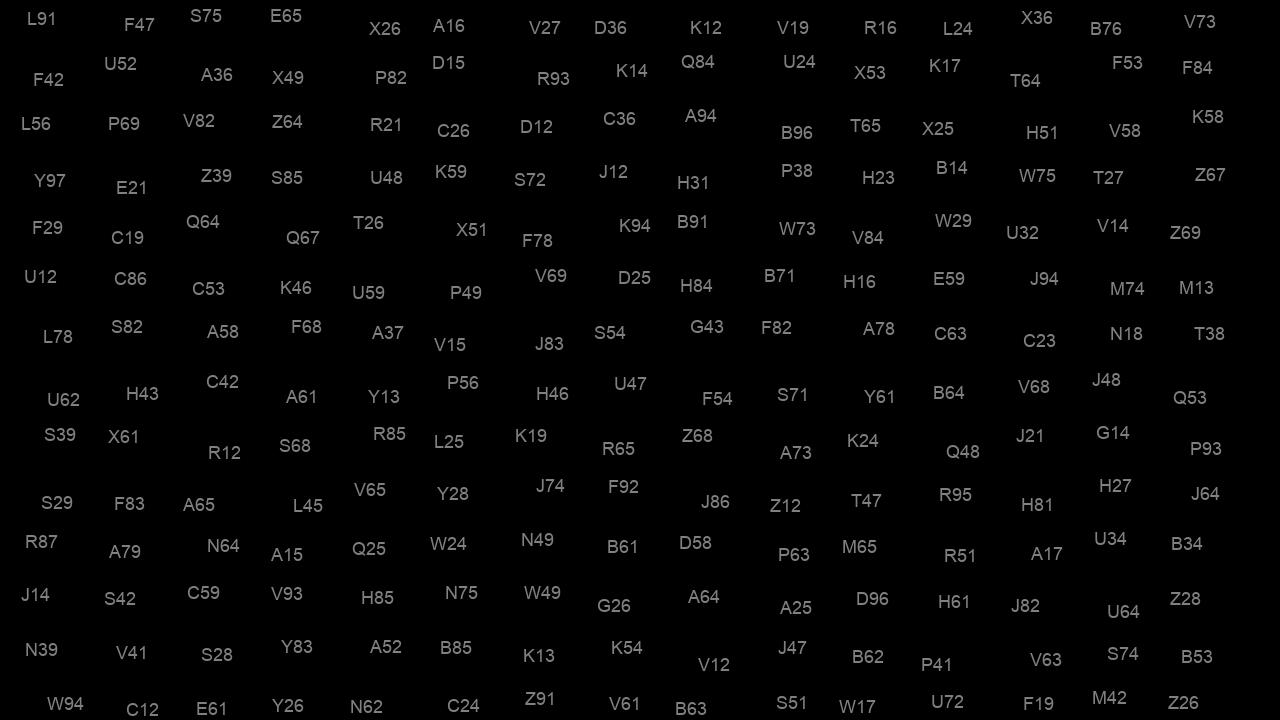 L91 F47 S75 E65 X26 A16 V27 D36 K12 V19 R16 L24 X36 B76 V73
F42 U52 A36 X49 P82 D15 R93 K14 Q84 U24 X53 K17 T64 F53 F84
L56 P69 V82 Z64 R21 C26 D12 C36 A94 B96 T65 X25 H51 V58 K58
Y97 E21 Z39 S85 U48 K59 S72 J12 H31 P38 H23 B14 W75 T27 Z67
F29 C19 Q64 Q67 T26 X51 F78 K94 B91 W73 V84 W29 U32 V14 Z69
U12 C86 C53 K46 U59 P49 V69 D25 H84 B71 H16 E59 J94 M74 M13
L78 S82 A58 F68 A37 V15 J83 S54 G43 F82 A78 C63 C23 N18 T38
U62 H43 C42 A61 Y13 P56 H46 U47 F54 S71 Y61 B64 V68 J48 Q53
S39 X61 R12 S68 R85 L25 K19 R65 Z68 A73 K24 Q48 J21 G14 P93
S29 F83 A65 L45 V65 Y28 J74 F92 J86 Z12 T47 R95 H81 H27 J64
R87 A79 N64 A15 Q25 W24 N49 B61 D58 P63 M65 R51 A17 U34 B34
J14 S42 C59 V93 H85 N75 W49 G26 A64 A25 D96 H61 J82 U64 Z28
N39 V41 S28 Y83 A52 B85 K13 K54 V12 J47 B62 P41 V63 S74 B53
W94 C12 E61 Y26 N62 C24 Z91 V61 B63 S51 W17 U72 F19 M42 Z26